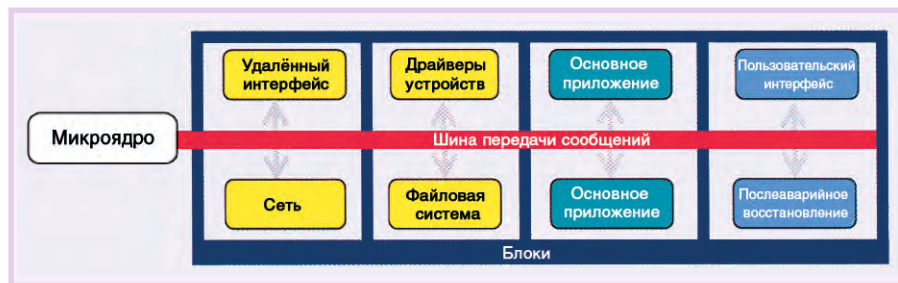 Микроядро
Удалённый
интерфейс
Драйверы
устройств
Основное
приложение
Пользовательский
интерфейс
Шина передачи сообщений
Сеть
Файловая
система
Основное
приложение
Послеаварийное
восстановление
Блоки